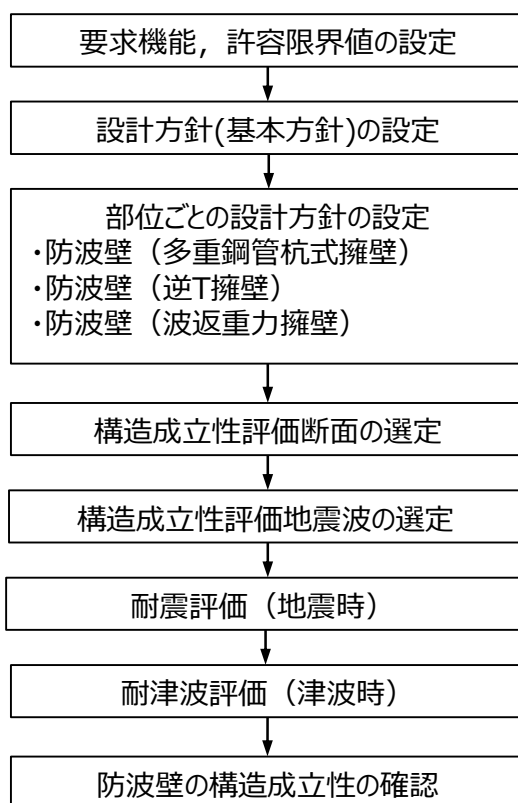 要求機能，許容限界値の設定
設計方針(基本方針)の設定
部位ごとの設計方針の設定
・防波壁（多重鋼管杭式擁壁）
・防波壁（逆T擁壁）
・防波壁（波返重力擁壁）
構造成立性評価断面の選定
構造成立性評価地震波の選定
耐震評価（地震時）
耐津波評価（津波時）
防波壁の構造成立性の確認